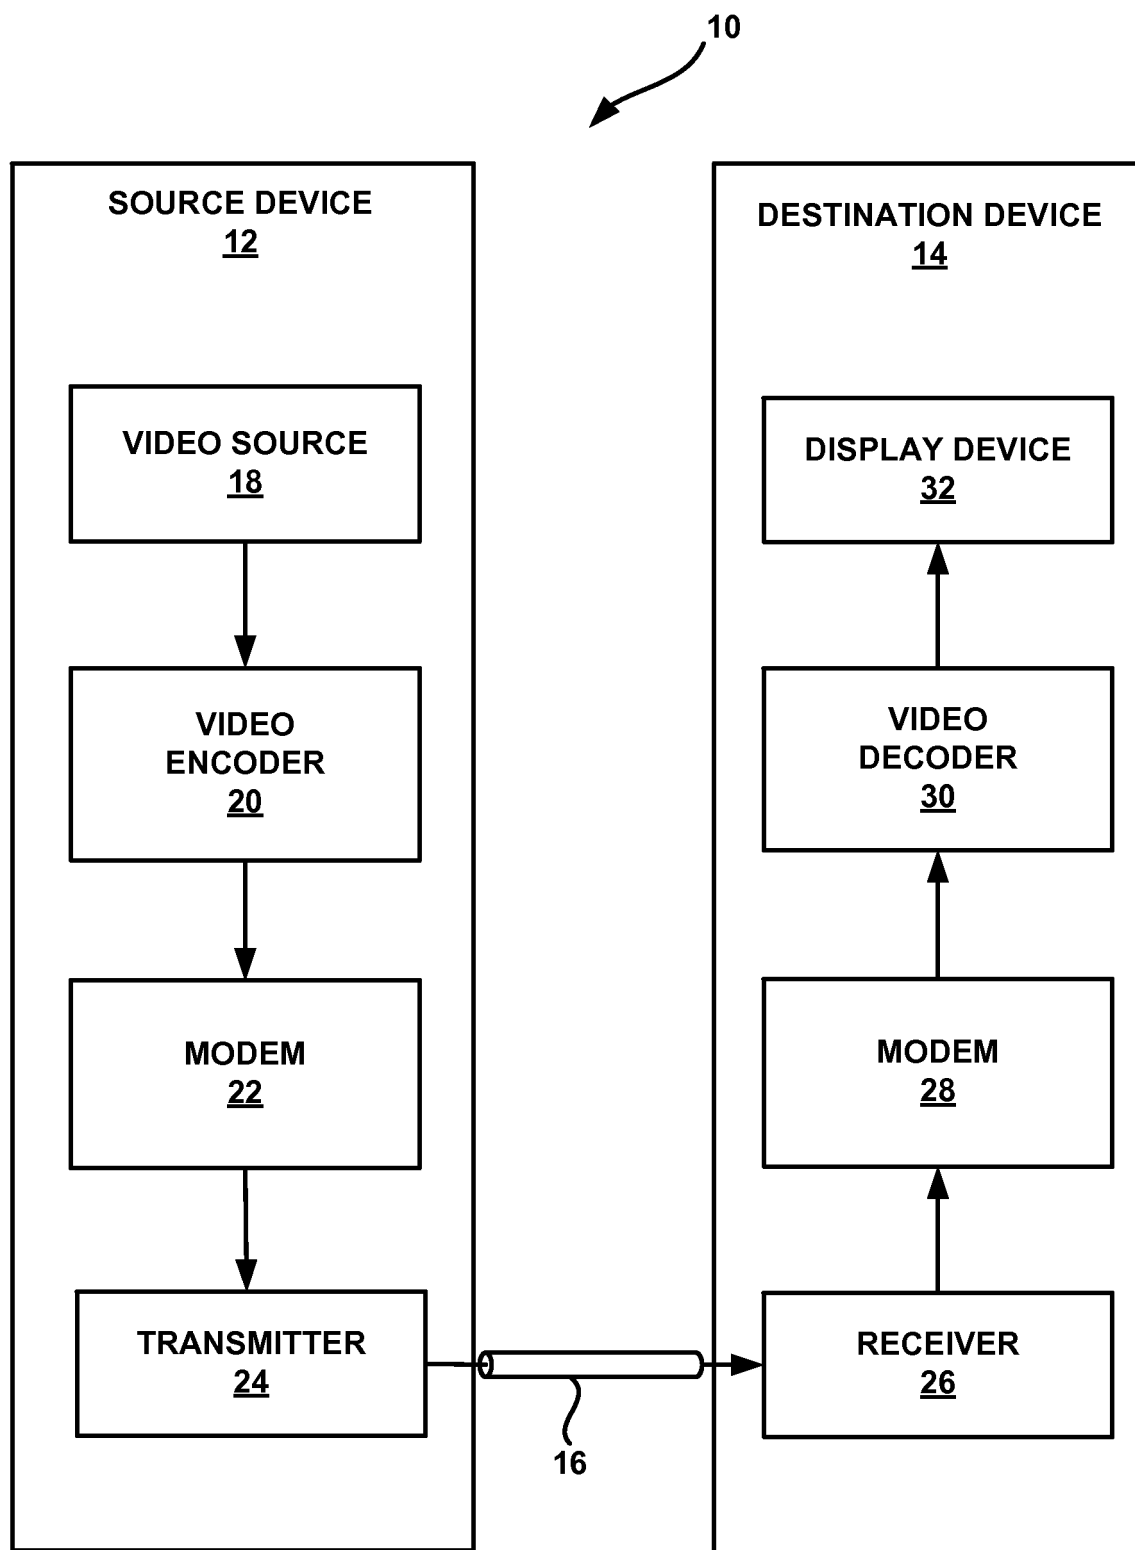 10
SOURCE DEVICE
12
VIDEO SOURCE
18
VIDEO
ENCODER
20
MODEM
22
TRANSMITTER
24
16
DESTINATION DEVICE
14
DISPLAY DEVICE
32
VIDEO
DECODER
30
MODEM
28
RECEIVER
26